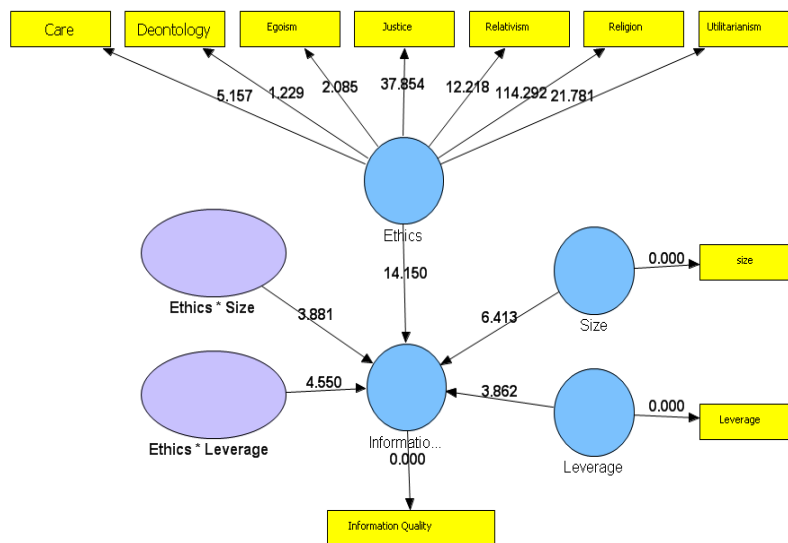 Care
Deontology
Egoism
Justice
Relativism
Religion
Utilitarianism
5.157
1.229
2.085
37.854
12.218
114.292
21.781
Ethics
14.150
Ethics * Size
3.881
Size
0.000
size
6.413
Ethics * Leverage
4.550
3.862
Leverage
0.000
Leverage
Informatio...
0.000
Information Quality